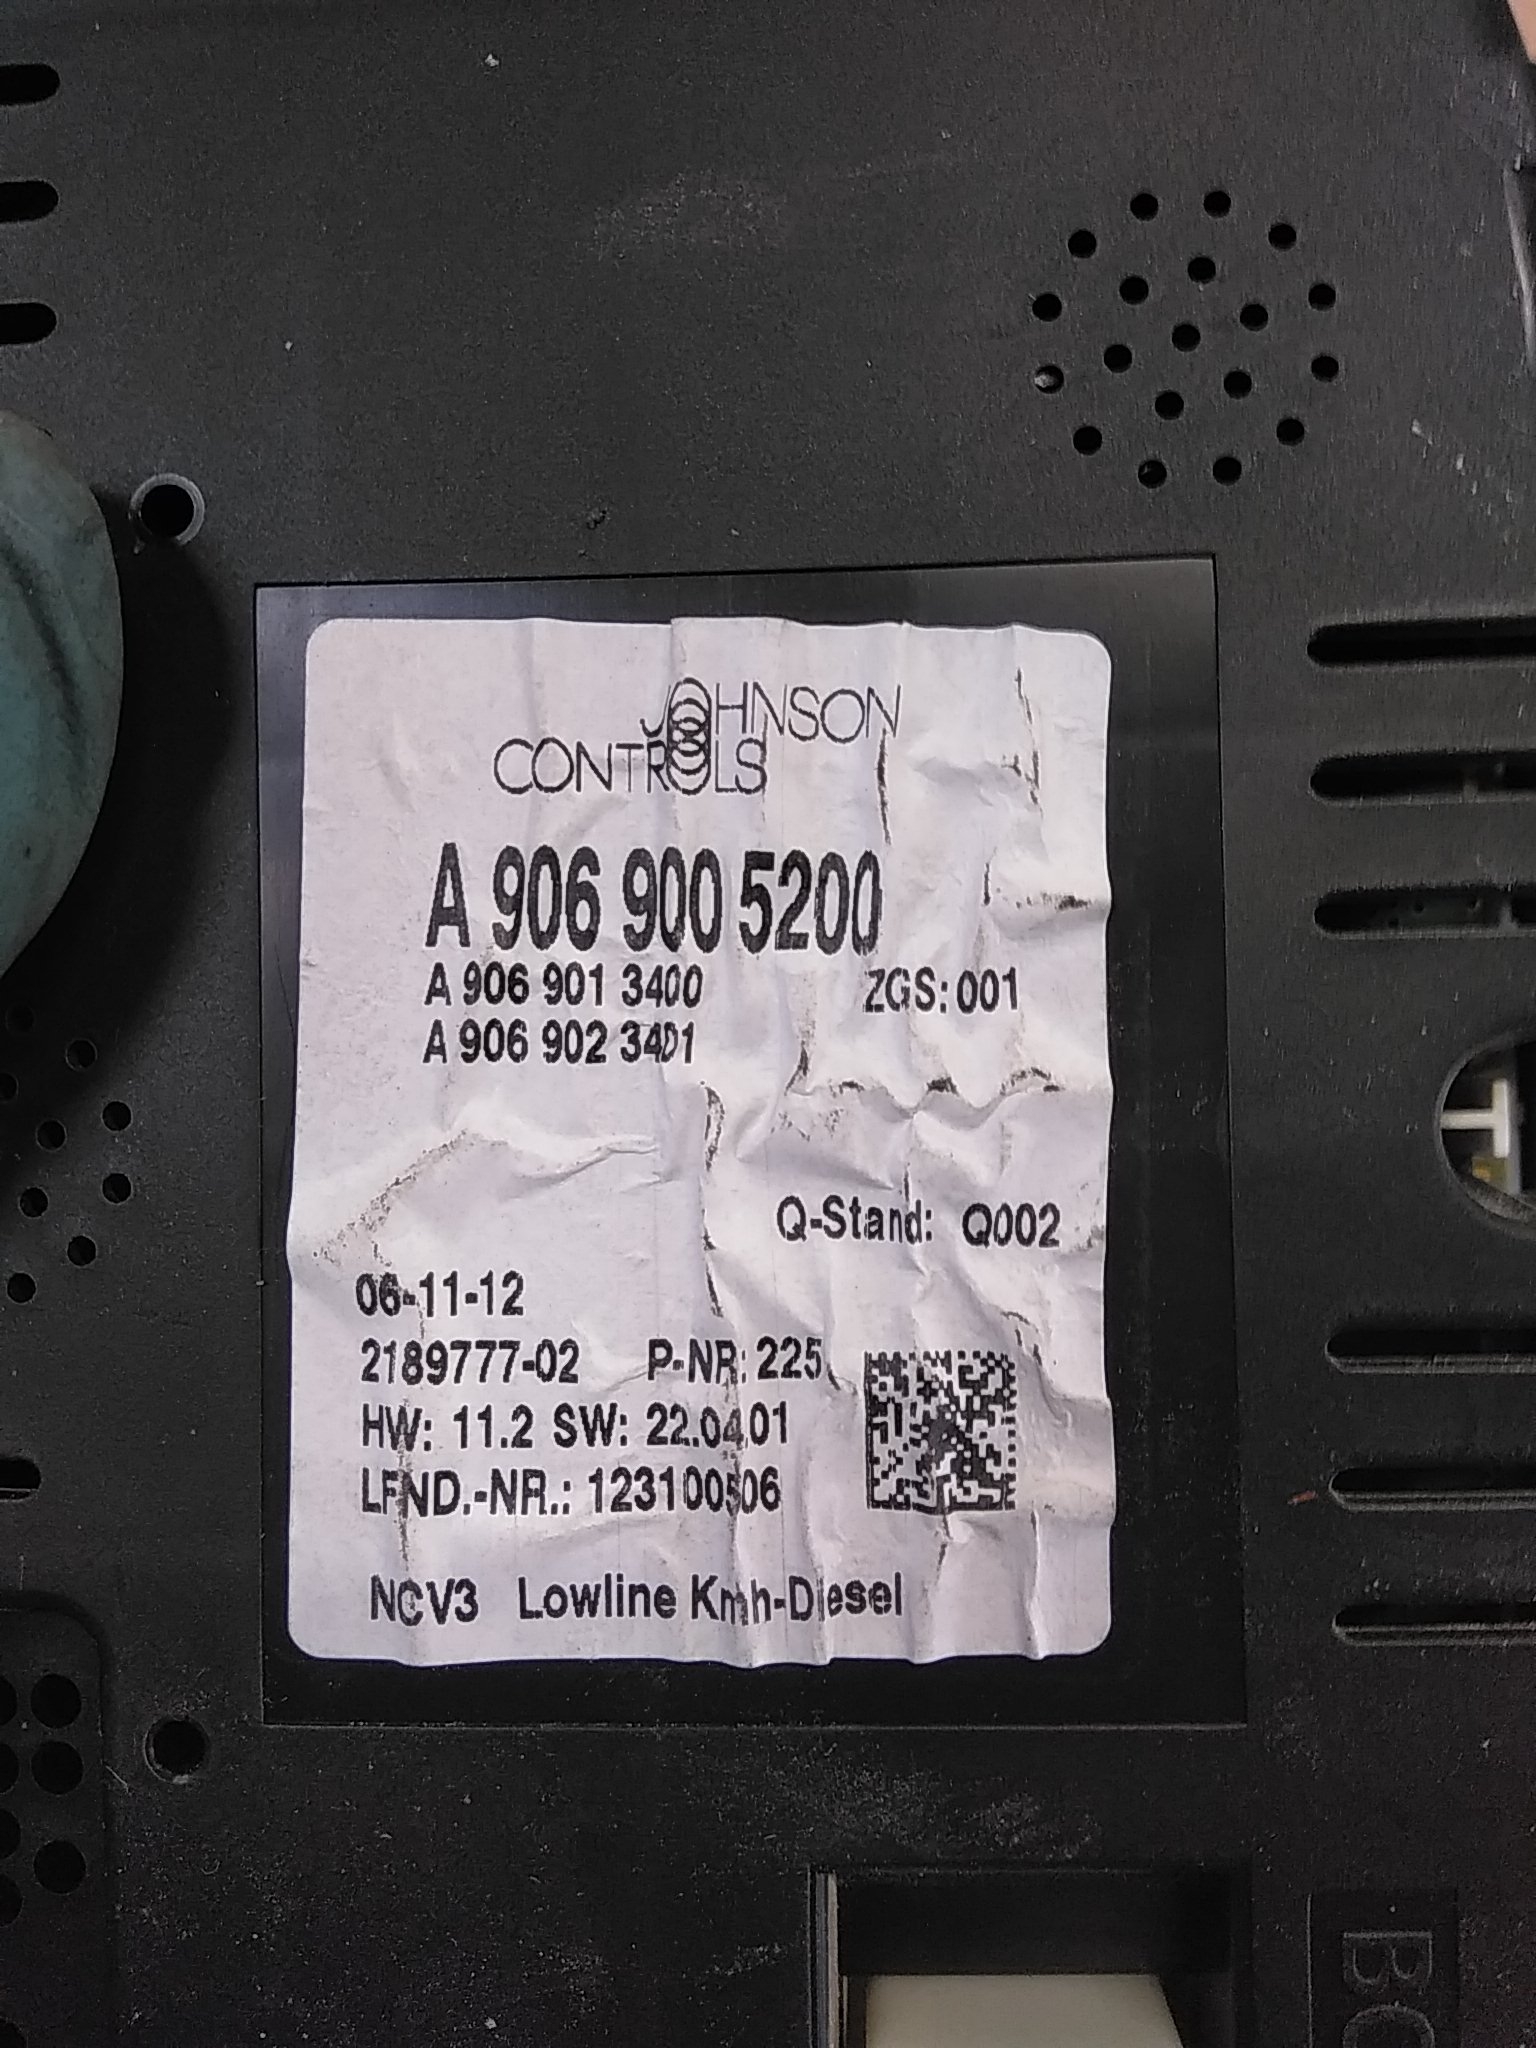 JOHNSON
CONTROLS
A 906 900 5200
A 906 901 3400 ZGS: 001
A 906 902 3401
Q-Stand: Q002
06-11-12
2189777-02 P-NR: 225
HW: 11.2 SW: 22.04.01
LFND.-NR.: 123100506
NCV3 Lowline Kmh-Diesel